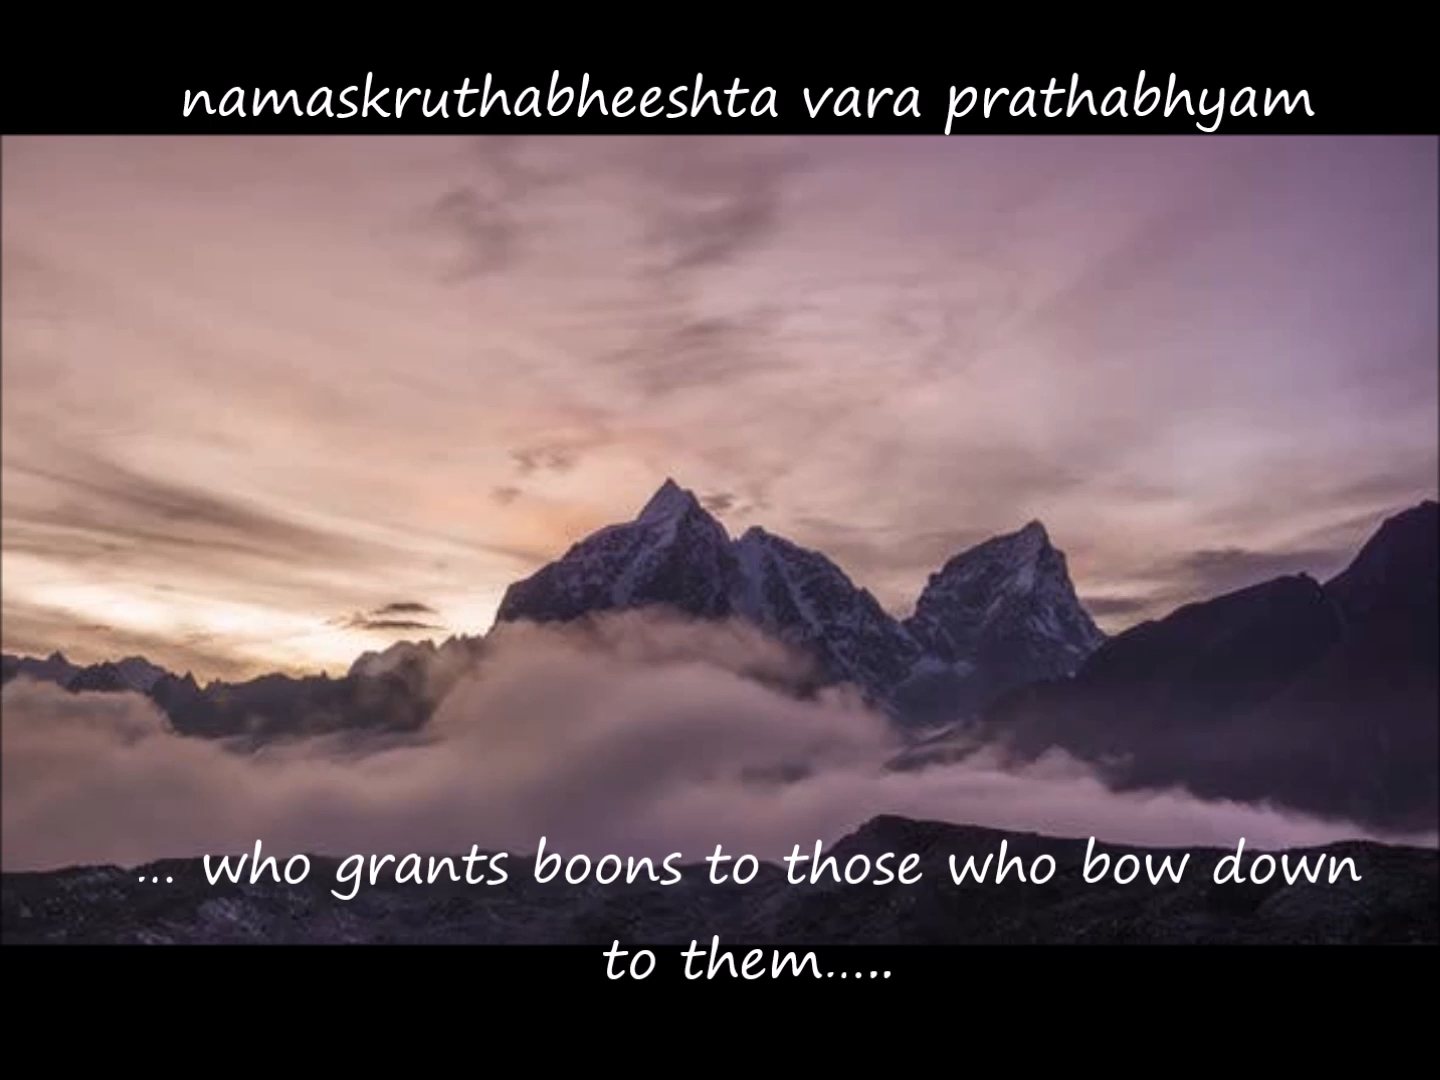 namaskruthabheeshta vara prathabhyam
... who grants boons to those who bow down
to them.....